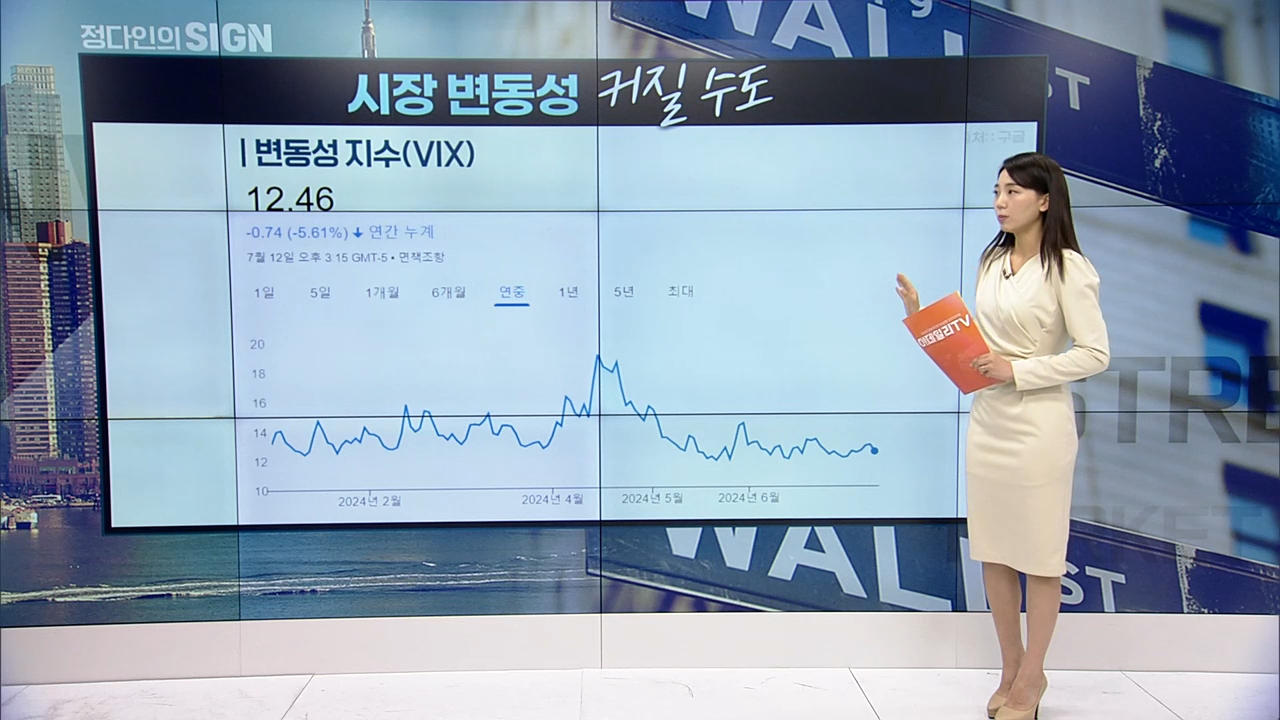 정다인의 SIGN
WALL ST
시장 변동성 커질 수도
구글
변동성 지수(VIX)
12.46
-0.74 (-5.61%) ↓ 연간 누계
7월 12일 오후 3:15 GMT-5 • 면책조항
1일 5일 1개월 6개월 연중 1년 5년 최대
20
18
16
14
12
10
2024년 2월 2024년 4월 2024년 5월 2024년 6월
이데일리TV
STRE
WALL ST